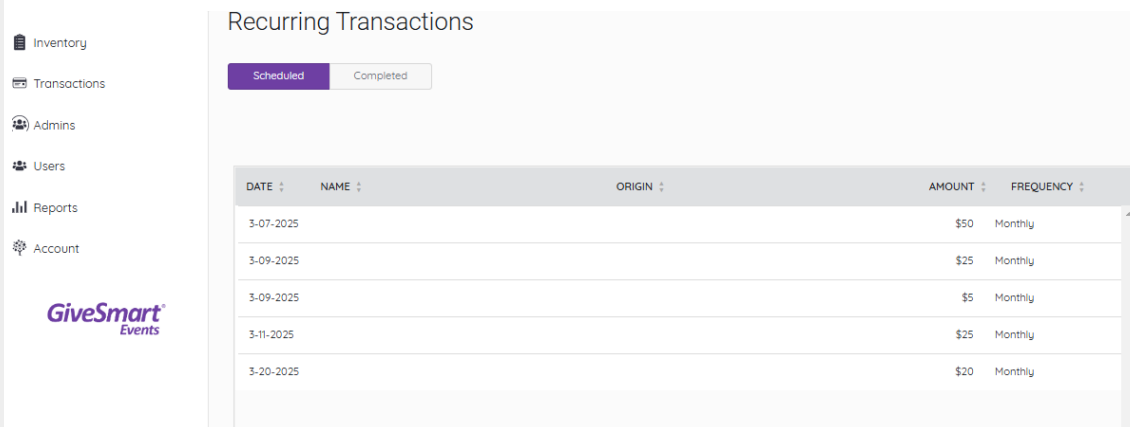 Recurring Transactions
Inventory
Transactions
Admins
Users
Reports
Account
GiveSmart®
Events
Scheduled Completed
DATE NAME ORIGIN AMOUNT FREQUENCY
3-07-2025 $50 Monthly
3-09-2025 $25 Monthly
3-09-2025 $5 Monthly
3-11-2025 $25 Monthly
3-20-2025 $20 Monthly